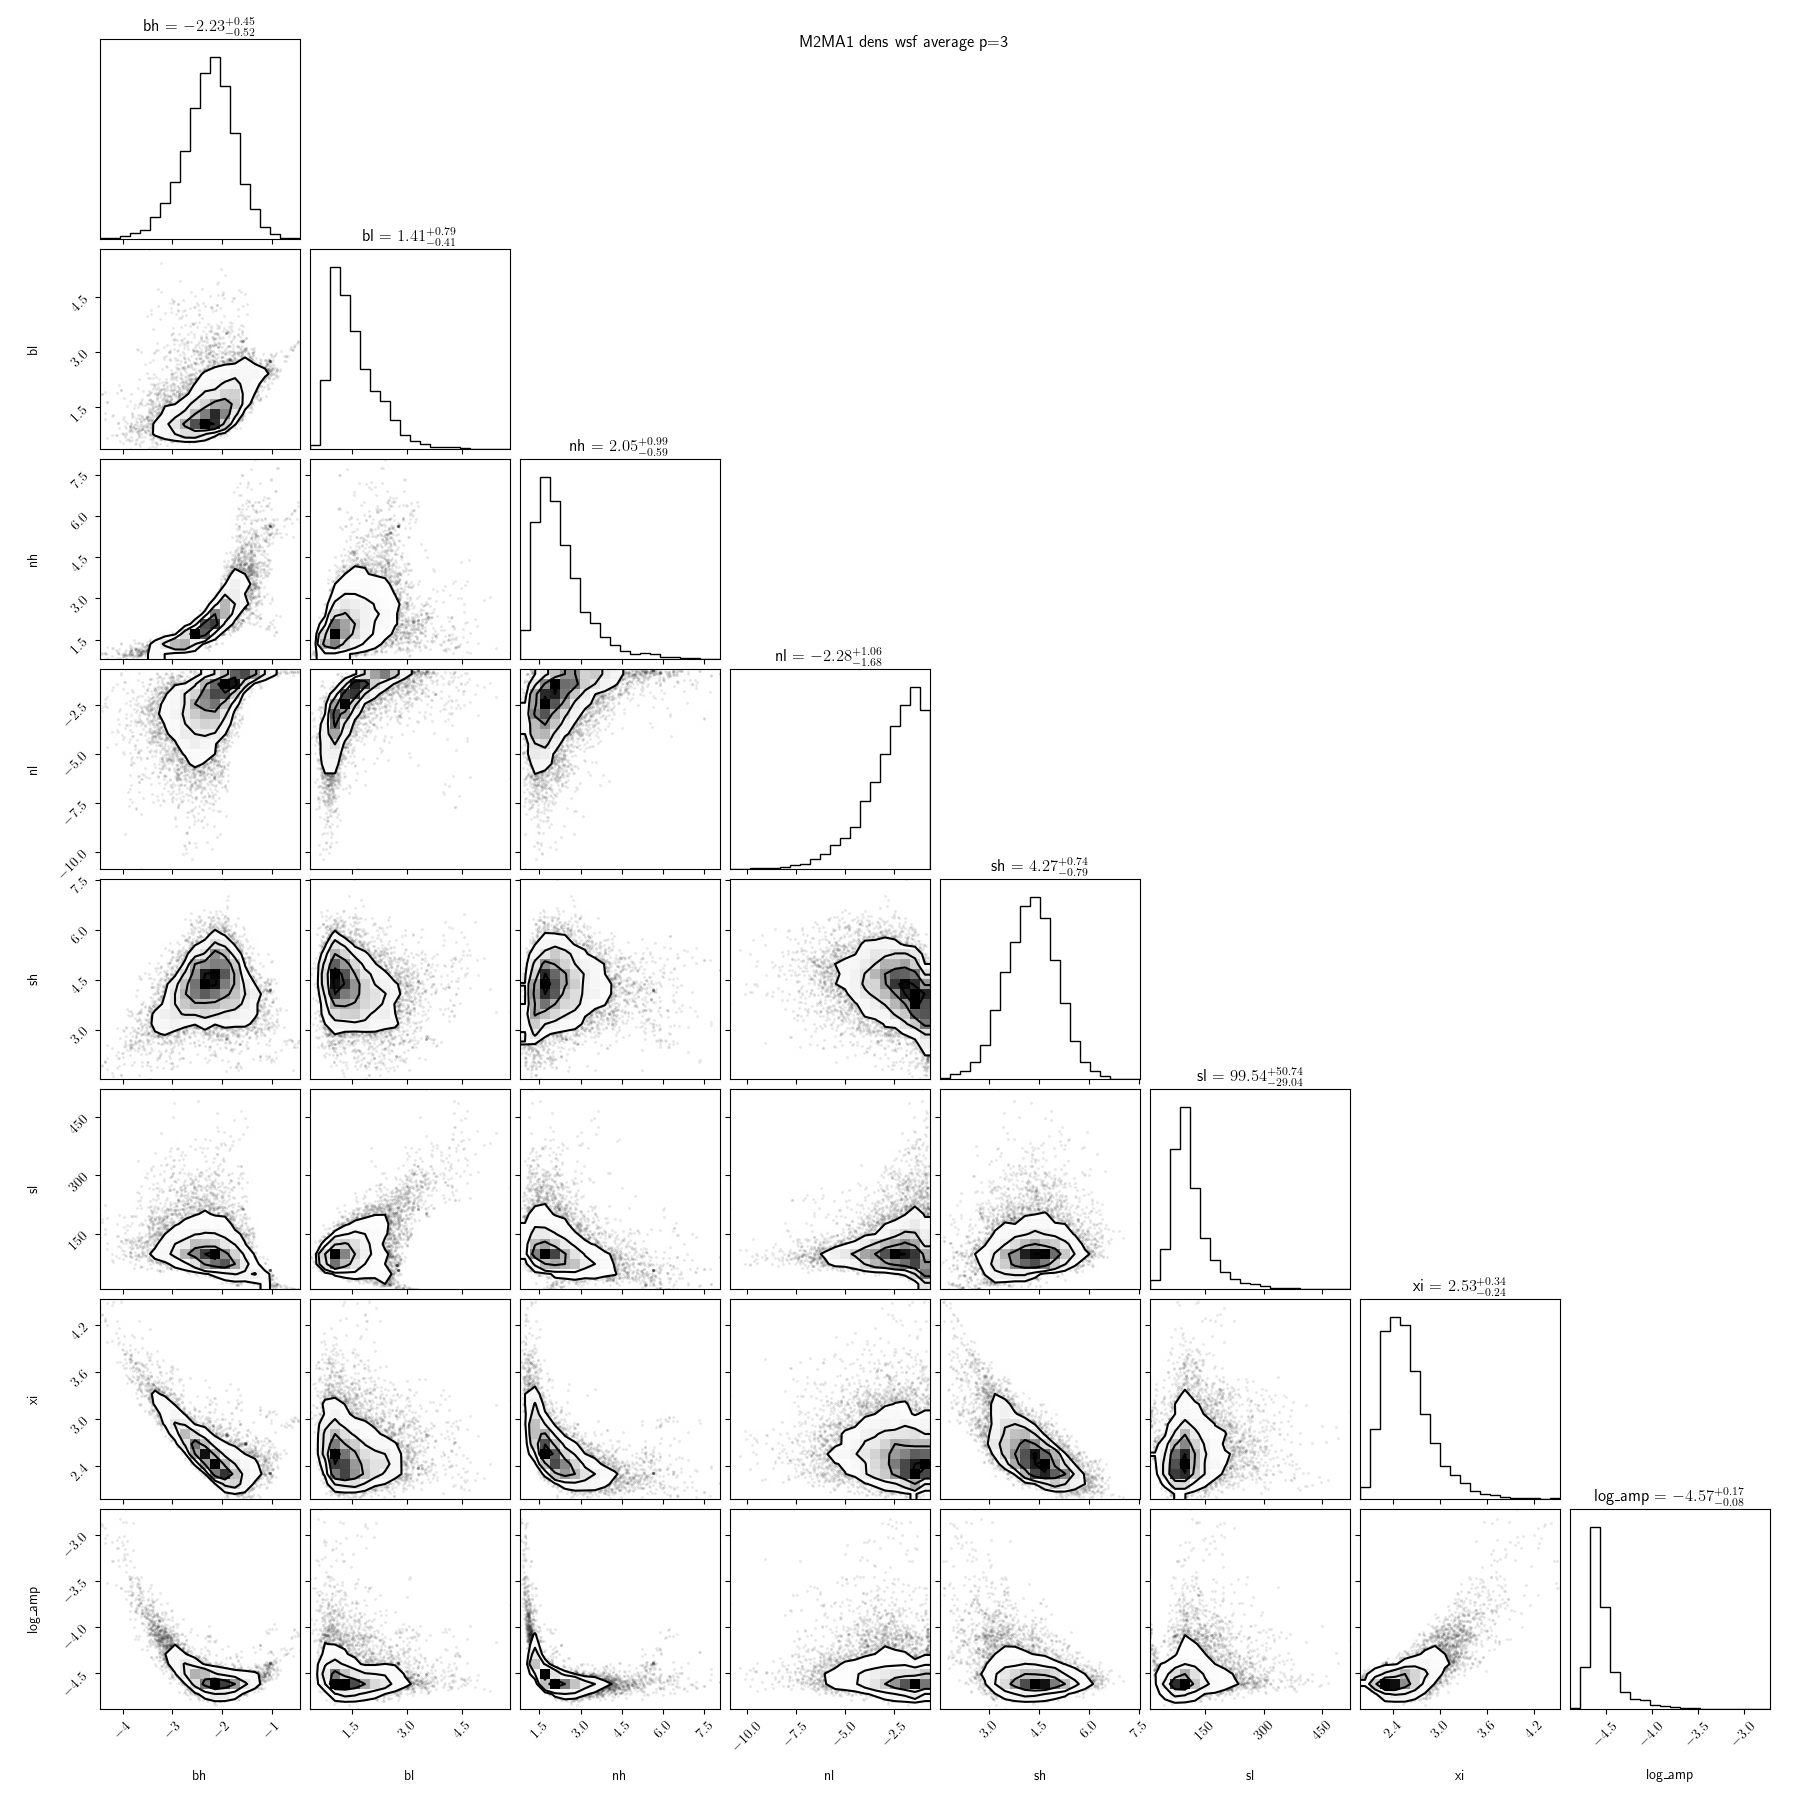 M2MA1 dens wsf average p=3
bh = −2.23+0.45−0.52
bl = 1.41+0.79−0.41
bl
4.5
3.0
1.5
nh = 2.05+0.99−0.59
nh
7.5
6.0
4.5
3.0
1.5
nl = −2.28+1.06−1.68
nl
−2.5
−5.0
−7.5
−10.0
sh = 4.27+0.74−0.79
sh
7.5
6.0
4.5
3.0
sl = 99.54+50.74−29.04
sl
450
300
150
xi = 2.53+0.34−0.24
xi
4.2
3.6
3.0
2.4
log_amp = −4.57+0.17−0.08
log_amp
−3.0
−3.5
−4.0
−4.5
−4 −3 −2 −1 1.5 3.0 4.5 1.5 3.0 4.5 6.0 7.5 −10.0 −7.5 −5.0 −2.5 3.0 4.5 6.0 7.5 150 300 450 2.4 3.0 3.6 4.2 −4.5 −4.0 −3.5 −3.0
bh bl nh nl sh sl xi log_amp